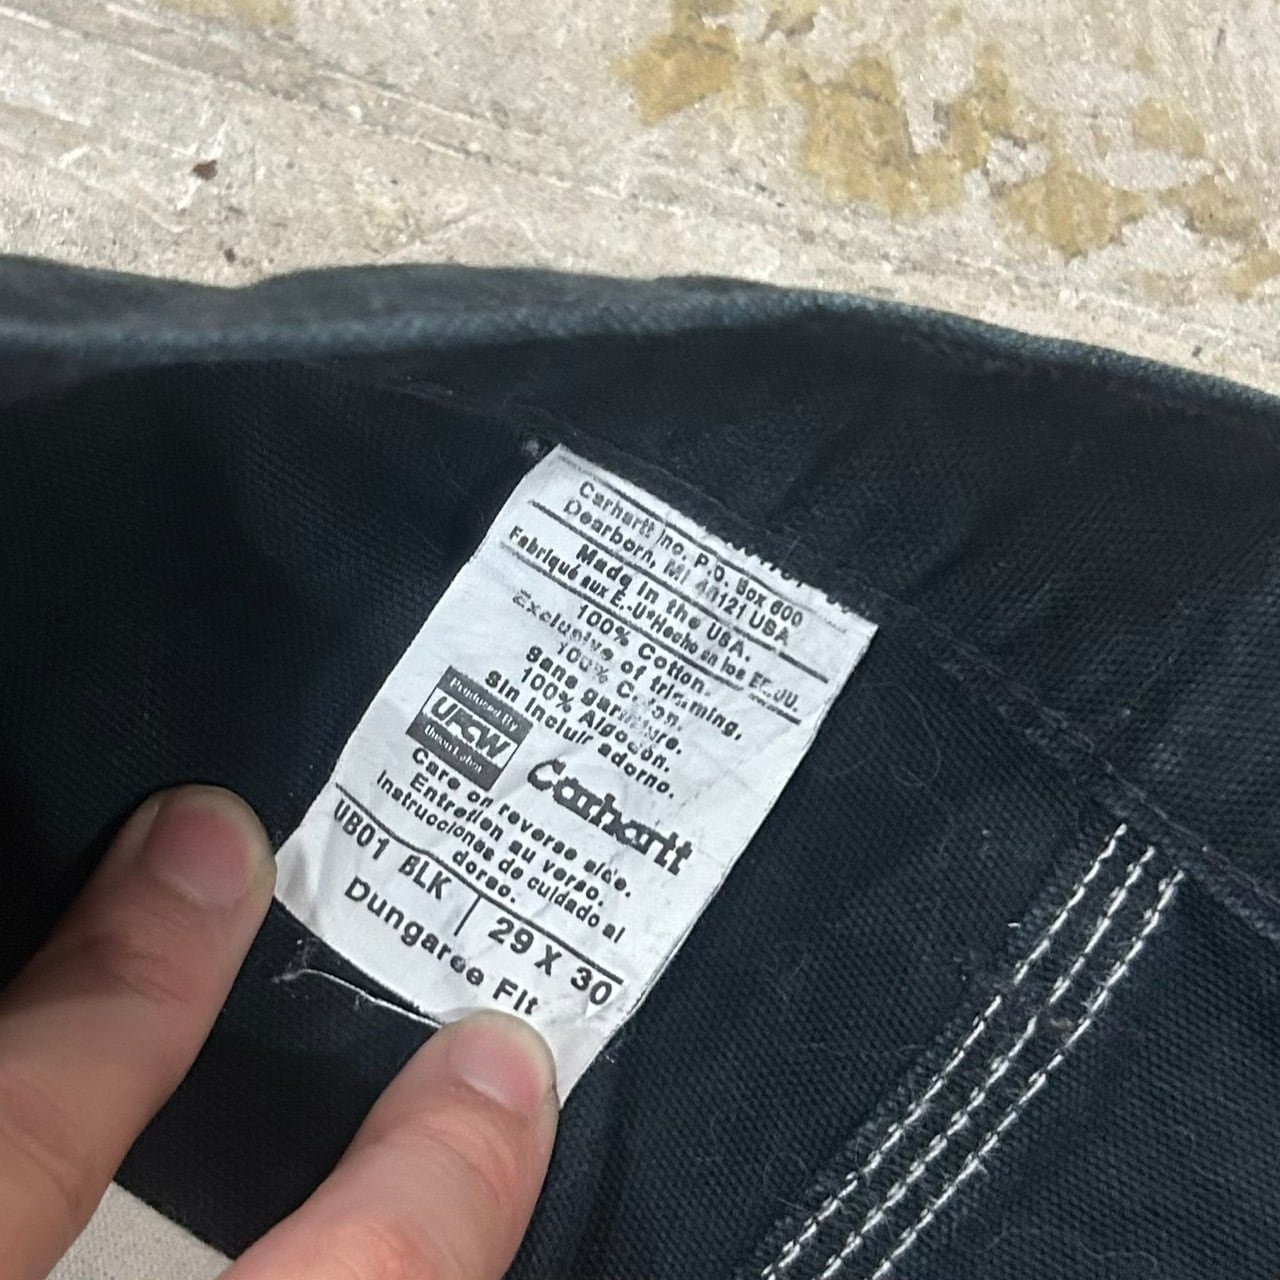 Carhartt Inc. P.O. Box 600
Dearborn, MI 48121 USA
Made in the USA.
Fabriqué aux E.-U*Hecho en los EE.UU.
100% Cotton.
Exclusive of trimming.
100% Coton.
Sans garniture.
100% Algodón.
Sin Incluir adorno.
Produced By
UFCW
Union Labor
Carhartt
Care on reverse side.
Entretien au verso.
Instrucciones de cuidado al
dorso.
UB01 BLK
29 X 30
Dungaree Fit